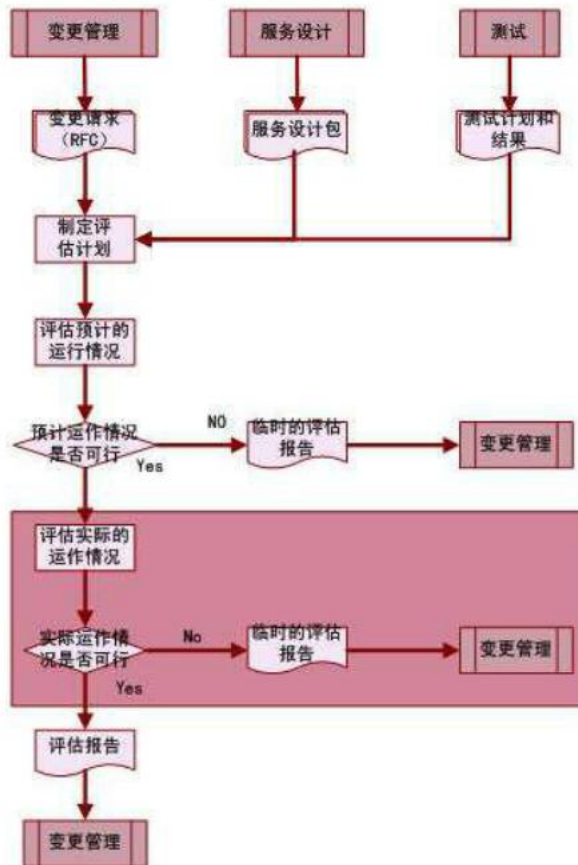 变更管理
服务设计
测试
变更请求
（RFC）
服务设计包
测试计划和
结果
制定评
估计划
评估预计的
运行情况
预计运作情况
是否可行
NO
Yes
临时的评估
报告
变更管理
评估实际的
运作情况
实际运作情
况是否可行
No
Yes
临时的评估
报告
变更管理
评估报告
变更管理